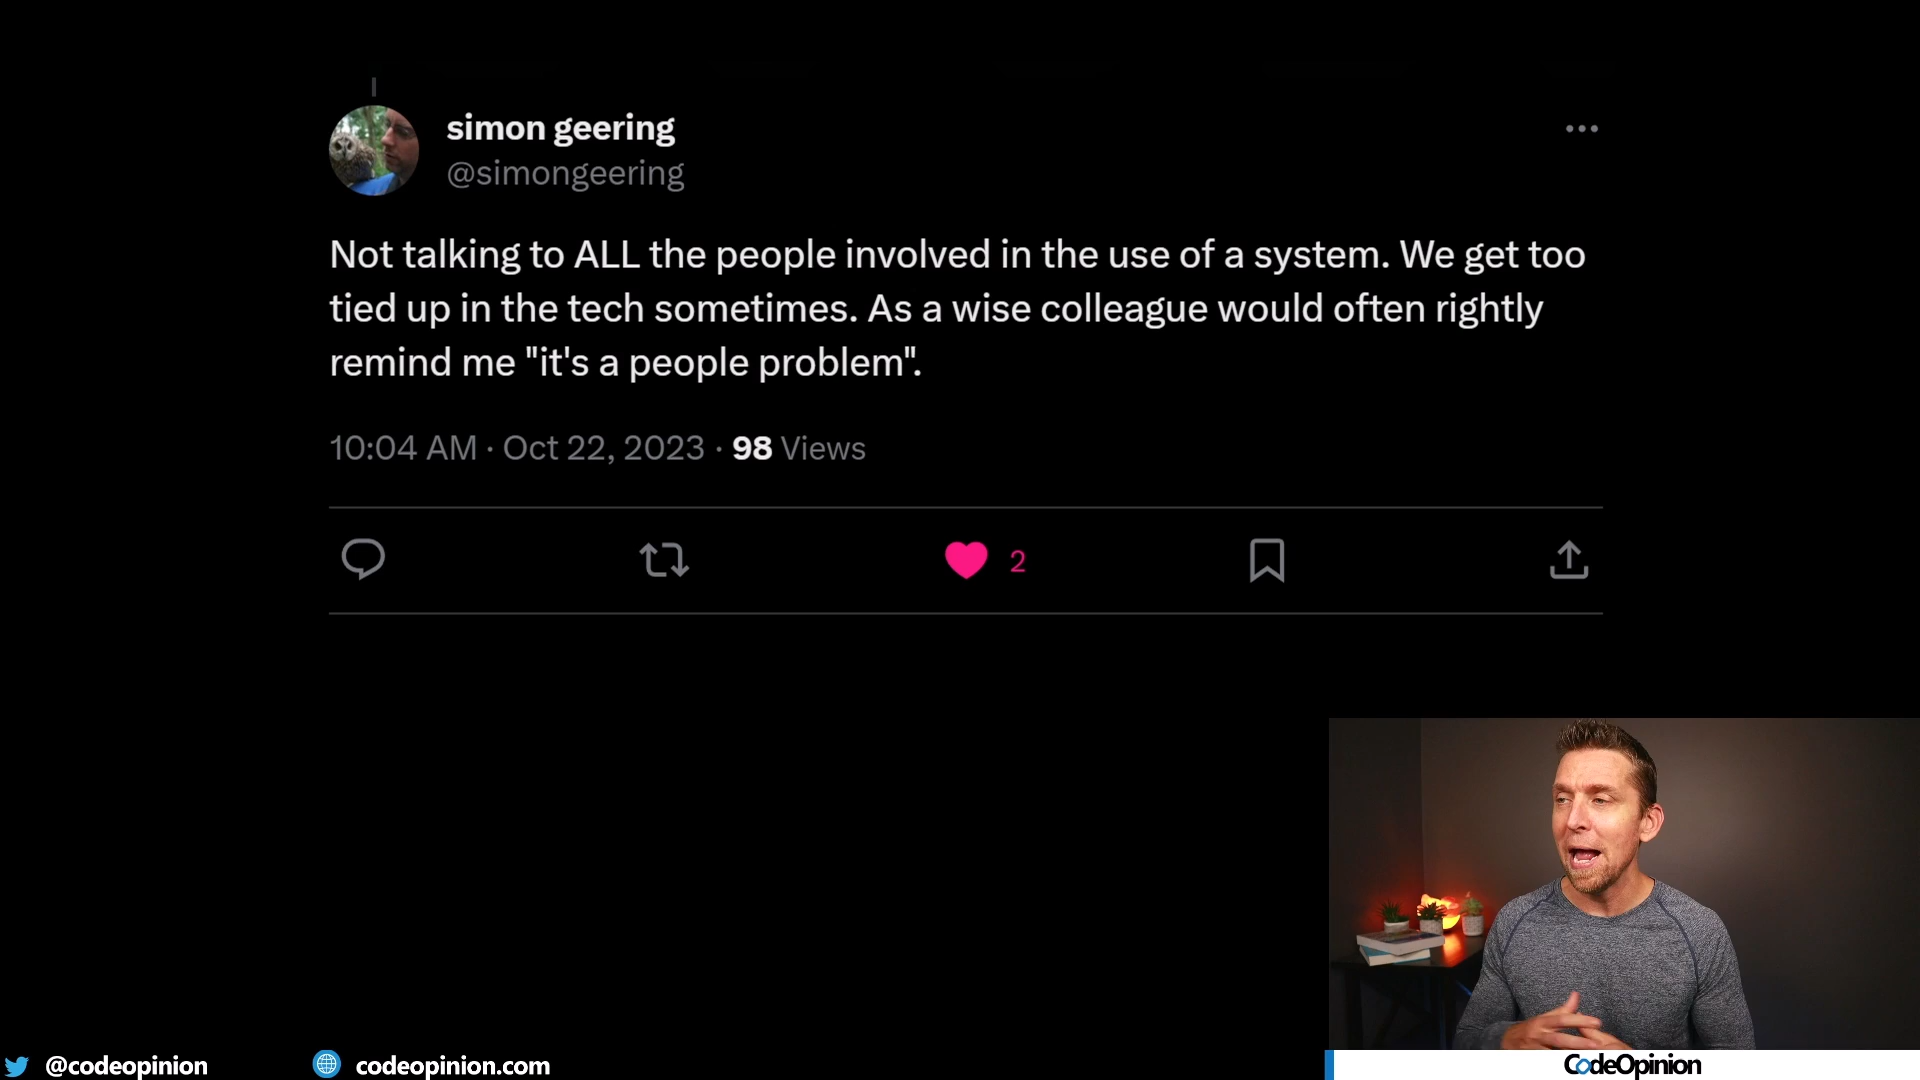 simon geering
@simongeering
Not talking to ALL the people involved in the use of a system. We get too
tied up in the tech sometimes. As a wise colleague would often rightly
remind me "it's a people problem".
10:04 AM · Oct 22, 2023 · 98 Views
2
@codeopinion
codeopinion.com
CodeOpinion